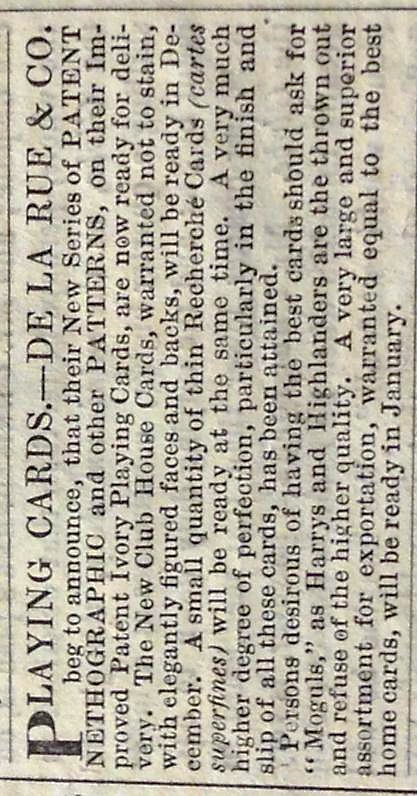 PLAYING CARDS.—DE LA RUE & CO.
beg to announce, that their New Series of PATENT
NETHOGRAPHIC and other PATTERNS, on their Im-
proved Patent Ivory Playing Cards, are now ready for deli-
very. The New Club House Cards, warranted not to stain,
with elegantly figured faces and backs, will be ready in De-
cember. A small quantity of thin Recherché Cards (cartes
superfines) will be ready at the same time. A very much
higher degree of perfection, particularly in the finish and
slip of all these cards, has been attained.
Persons desirous of having the best cards should ask for
“Moguls,” as Harrys and Highlanders are the thrown out
and refuse of the higher quality. A very large and superior
assortment for exportation, warranted equal to the best
home cards, will be ready in January.